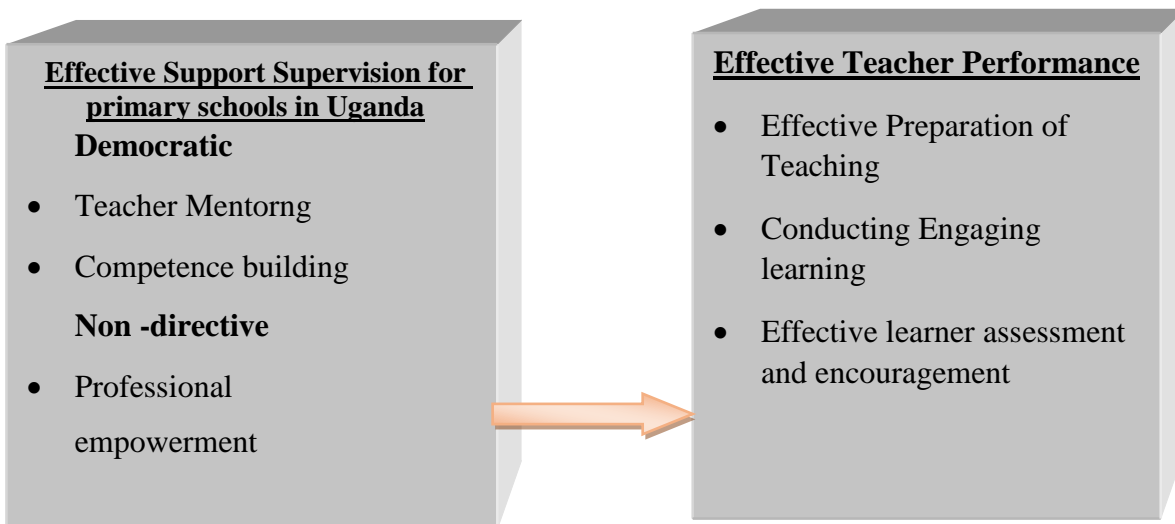 Effective Support Supervision for
primary schools in Uganda
Democratic
• Teacher Mentorng
• Competence building
Non -directive
• Professional
empowerment
Effective Teacher Performance
• Effective Preparation of
Teaching
• Conducting Engaging
learning
• Effective learner assessment
and encouragement